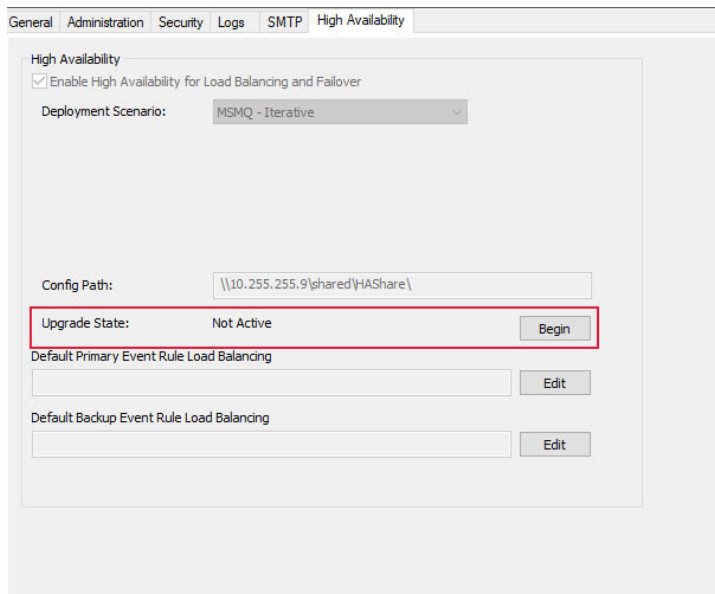 General Administration Security Logs SMTP High Availability
High Availability
Enable High Availability for Load Balancing and Failover
Deployment Scenario: MSMQ - Iterative
Config Path: \\10.255.255.9\shared\HAShare\
Upgrade State: Not Active Begin
Default Primary Event Rule Load Balancing
Edit
Default Backup Event Rule Load Balancing
Edit